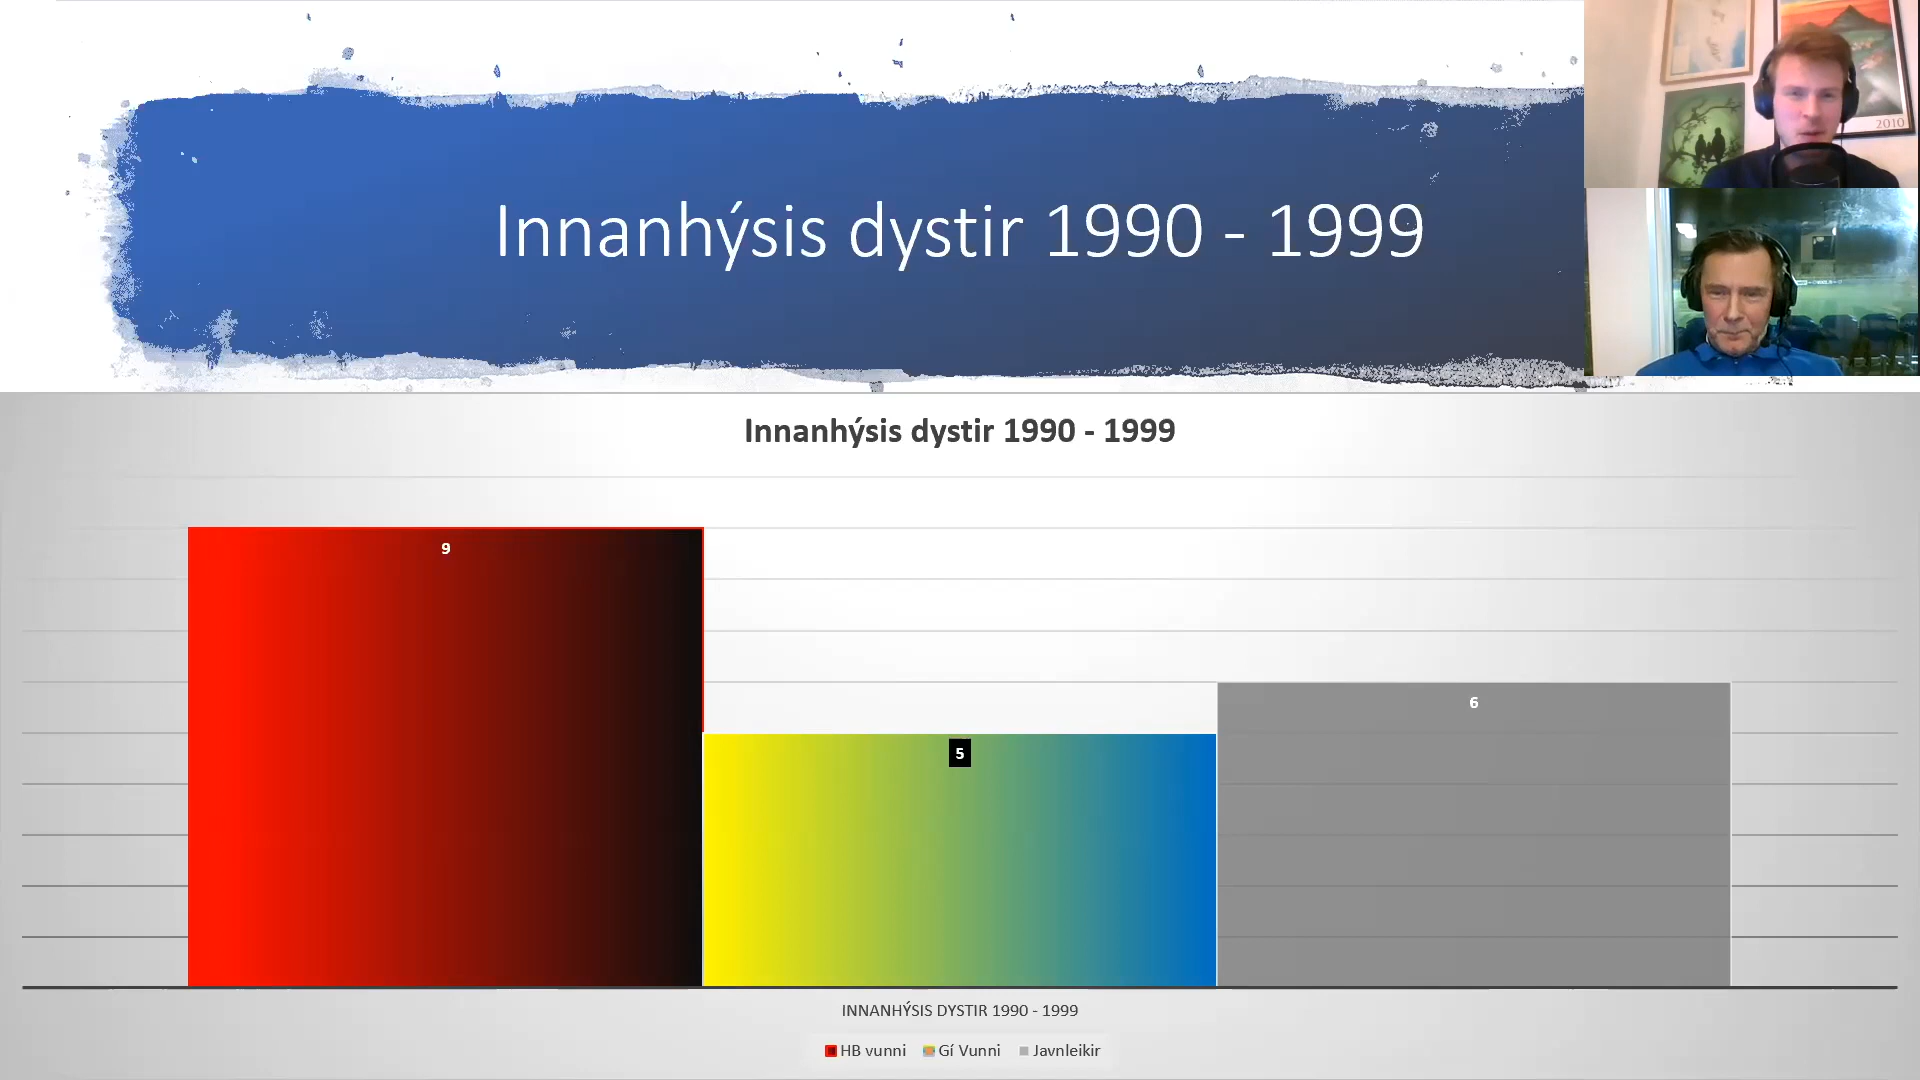 Innanhýsis dystir 1990 - 1999
2010
Innanhýsis dystir 1990 - 1999
9
5
6
INNANHÝSIS DYSTIR 1990 - 1999
HB vunni Gí Vunni Javnleikir